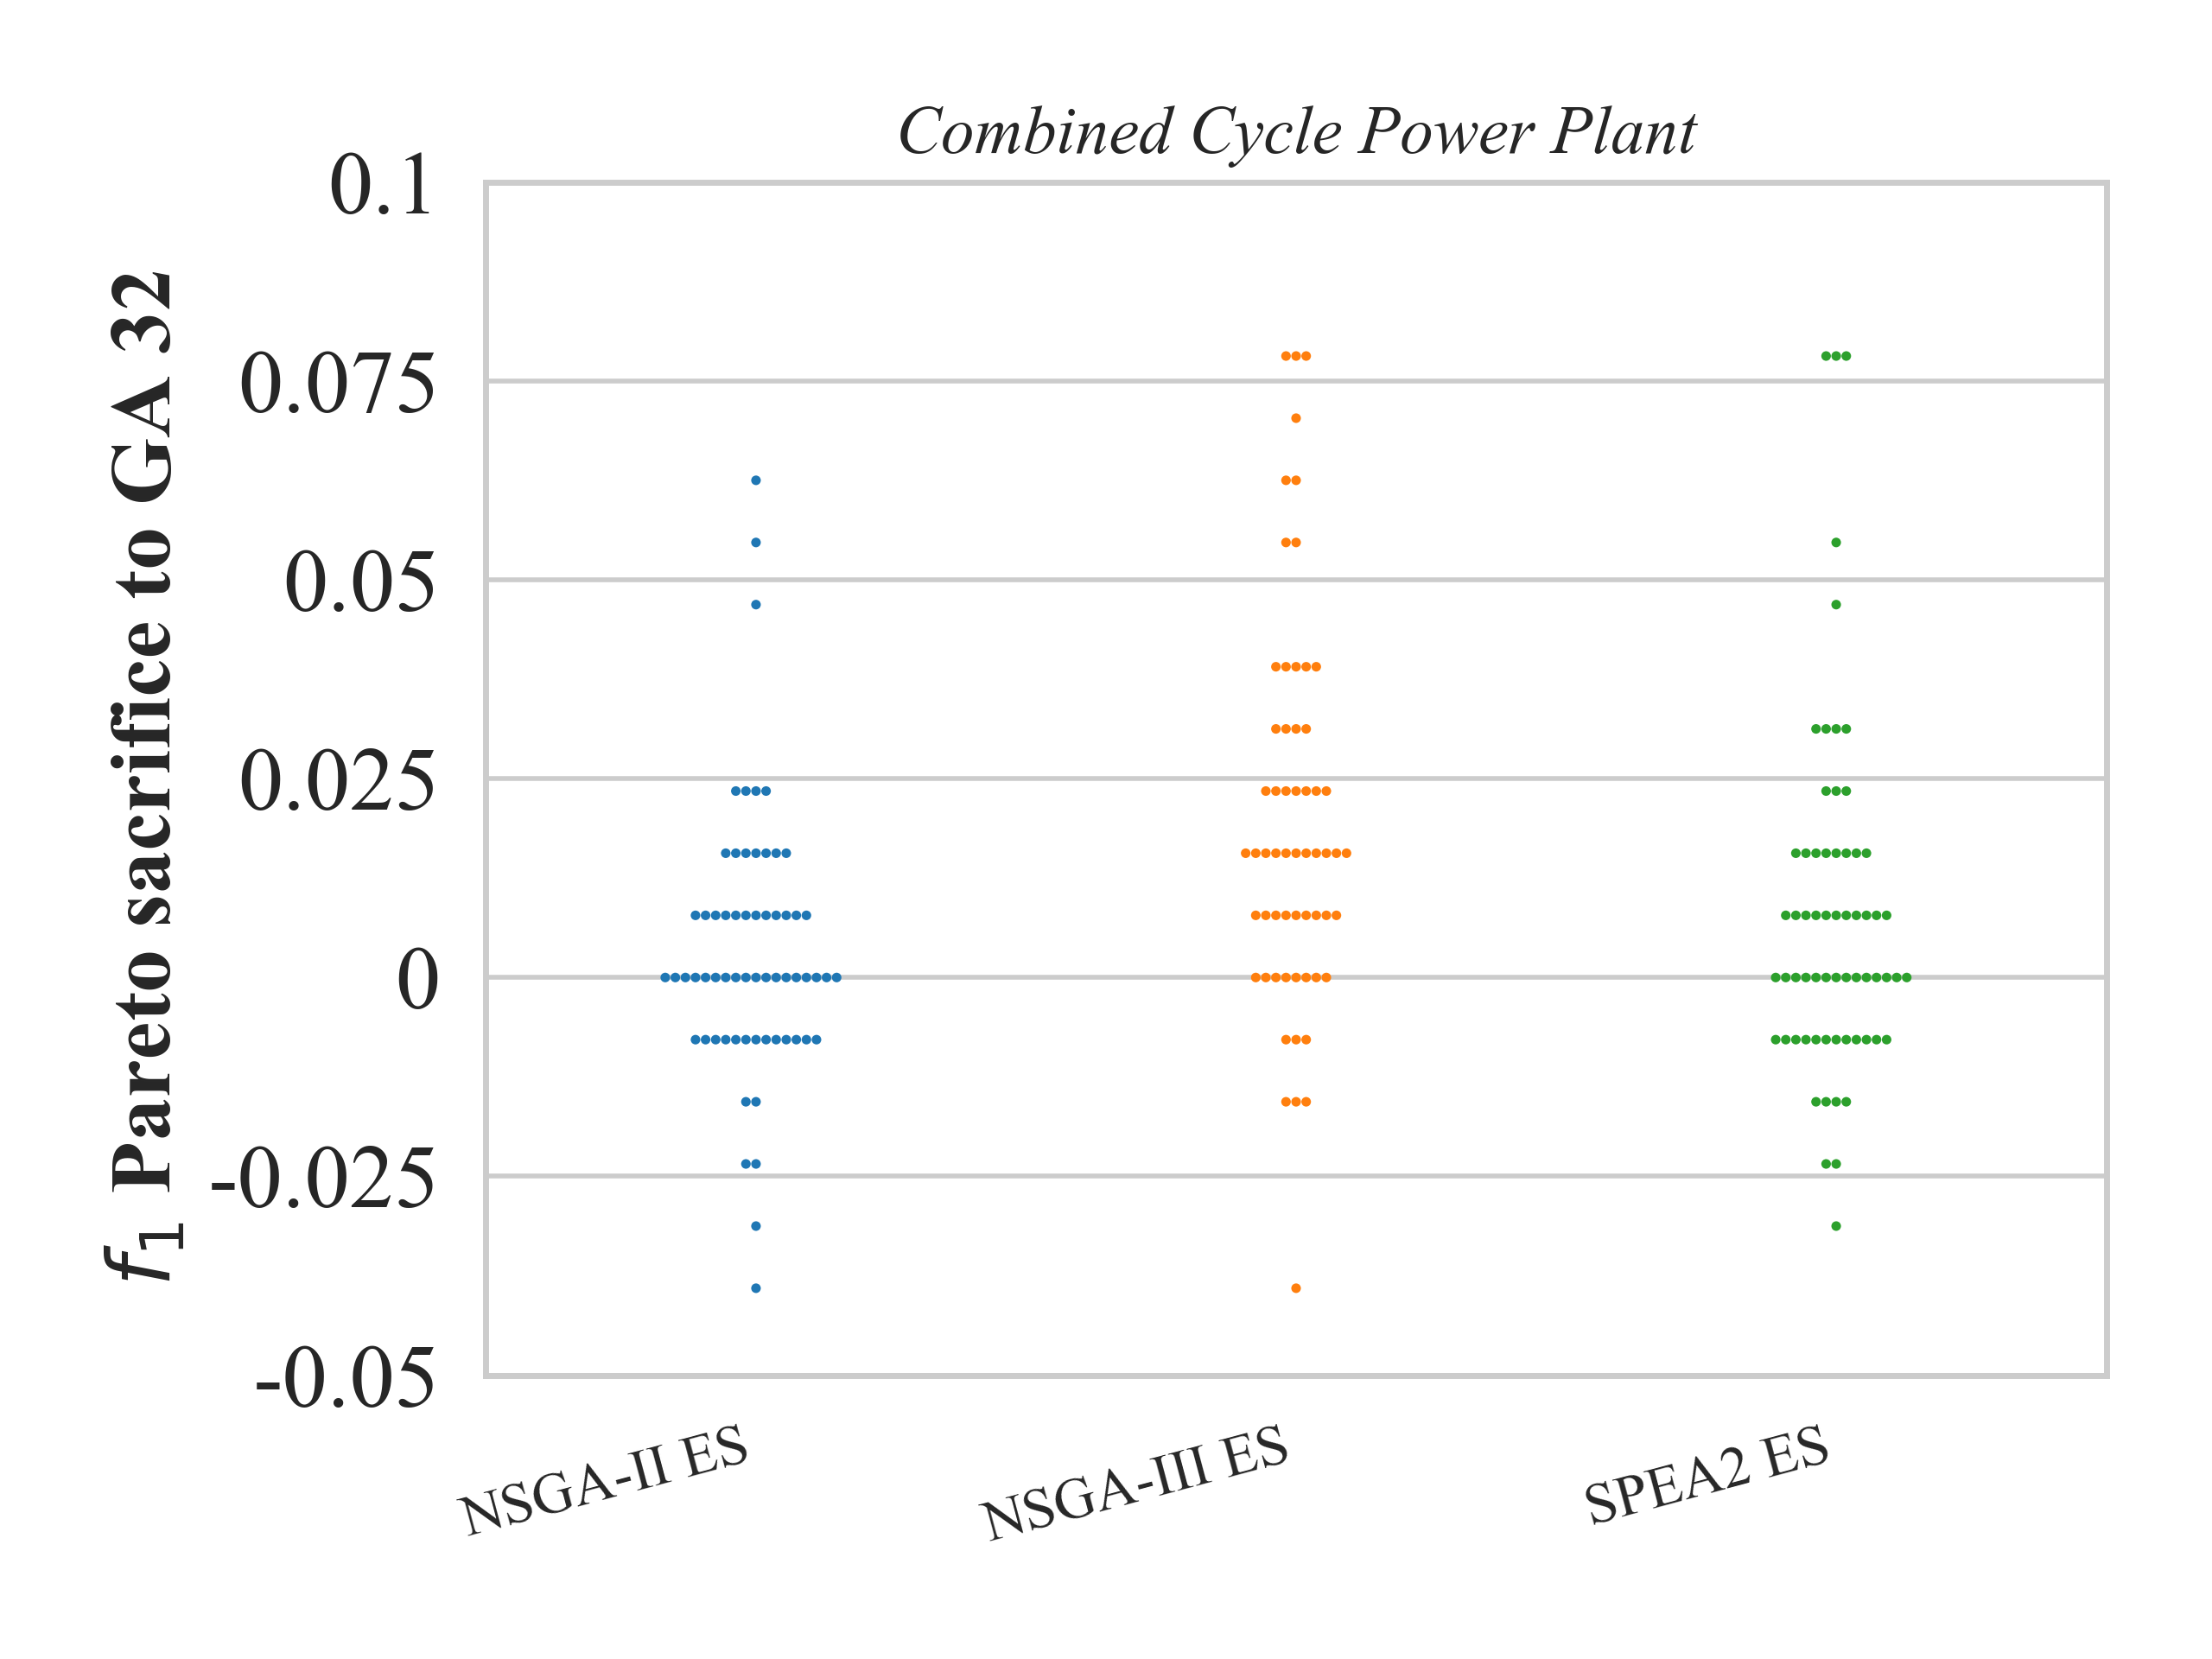 Combined Cycle Power Plant
f1 Pareto sacrifice to GA 32
0.1
0.075
0.05
0.025
0
-0.025
-0.05
NSGA-II ES
NSGA-III ES
SPEA2 ES